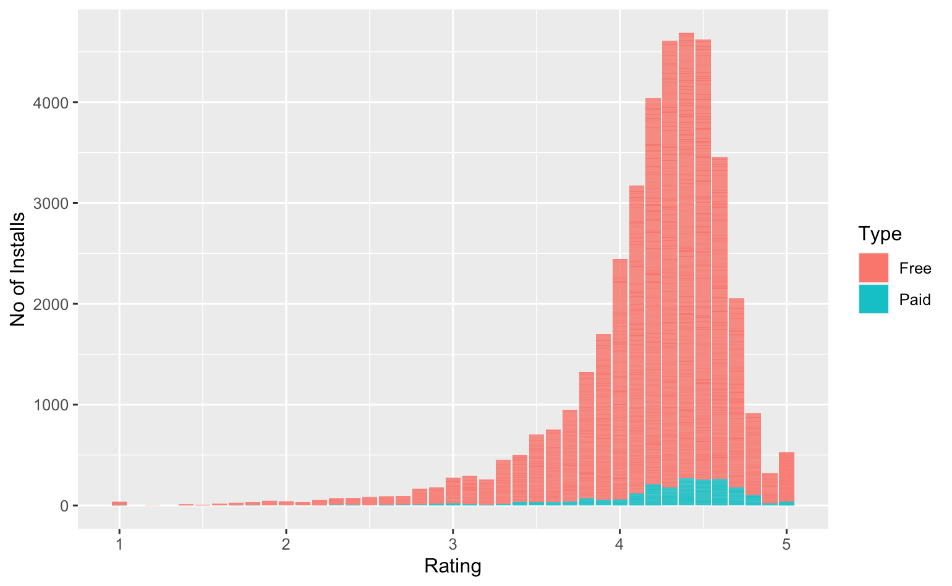 4000
3000
2000
1000
0
No of Installs
1 2 3 4 5
Rating
Type
Free
Paid